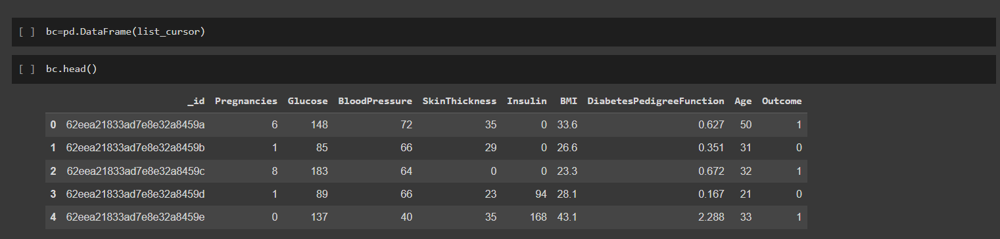 [ ] bc=pd.DataFrame(list_cursor)
[ ] bc.head()
_id Pregnancies Glucose BloodPressure SkinThickness Insulin BMI DiabetesPedigreeFunction Age Outcome
0 62eea21833ad7e8e32a8459a 6 148 72 35 0 33.6 0.627 50 1
1 62eea21833ad7e8e32a8459b 1 85 66 29 0 26.6 0.351 31 0
2 62eea21833ad7e8e32a8459c 8 183 64 0 0 23.3 0.672 32 1
3 62eea21833ad7e8e32a8459d 1 89 66 23 94 28.1 0.167 21 0
4 62eea21833ad7e8e32a8459e 0 137 40 35 168 43.1 2.288 33 1